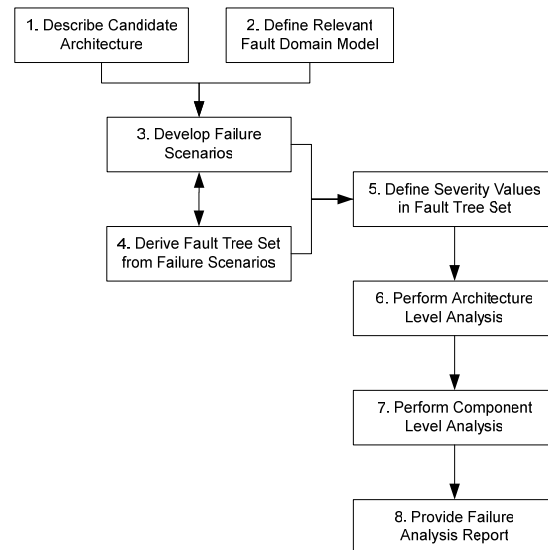 1. Describe Candidate
Architecture
2. Define Relevant
Fault Domain Model
3. Develop Failure
Scenarios
4. Derive Fault Tree Set
from Failure Scenarios
5. Define Severity Values
in Fault Tree Set
6. Perform Architecture
Level Analysis
7. Perform Component
Level Analysis
8. Provide Failure
Analysis Report